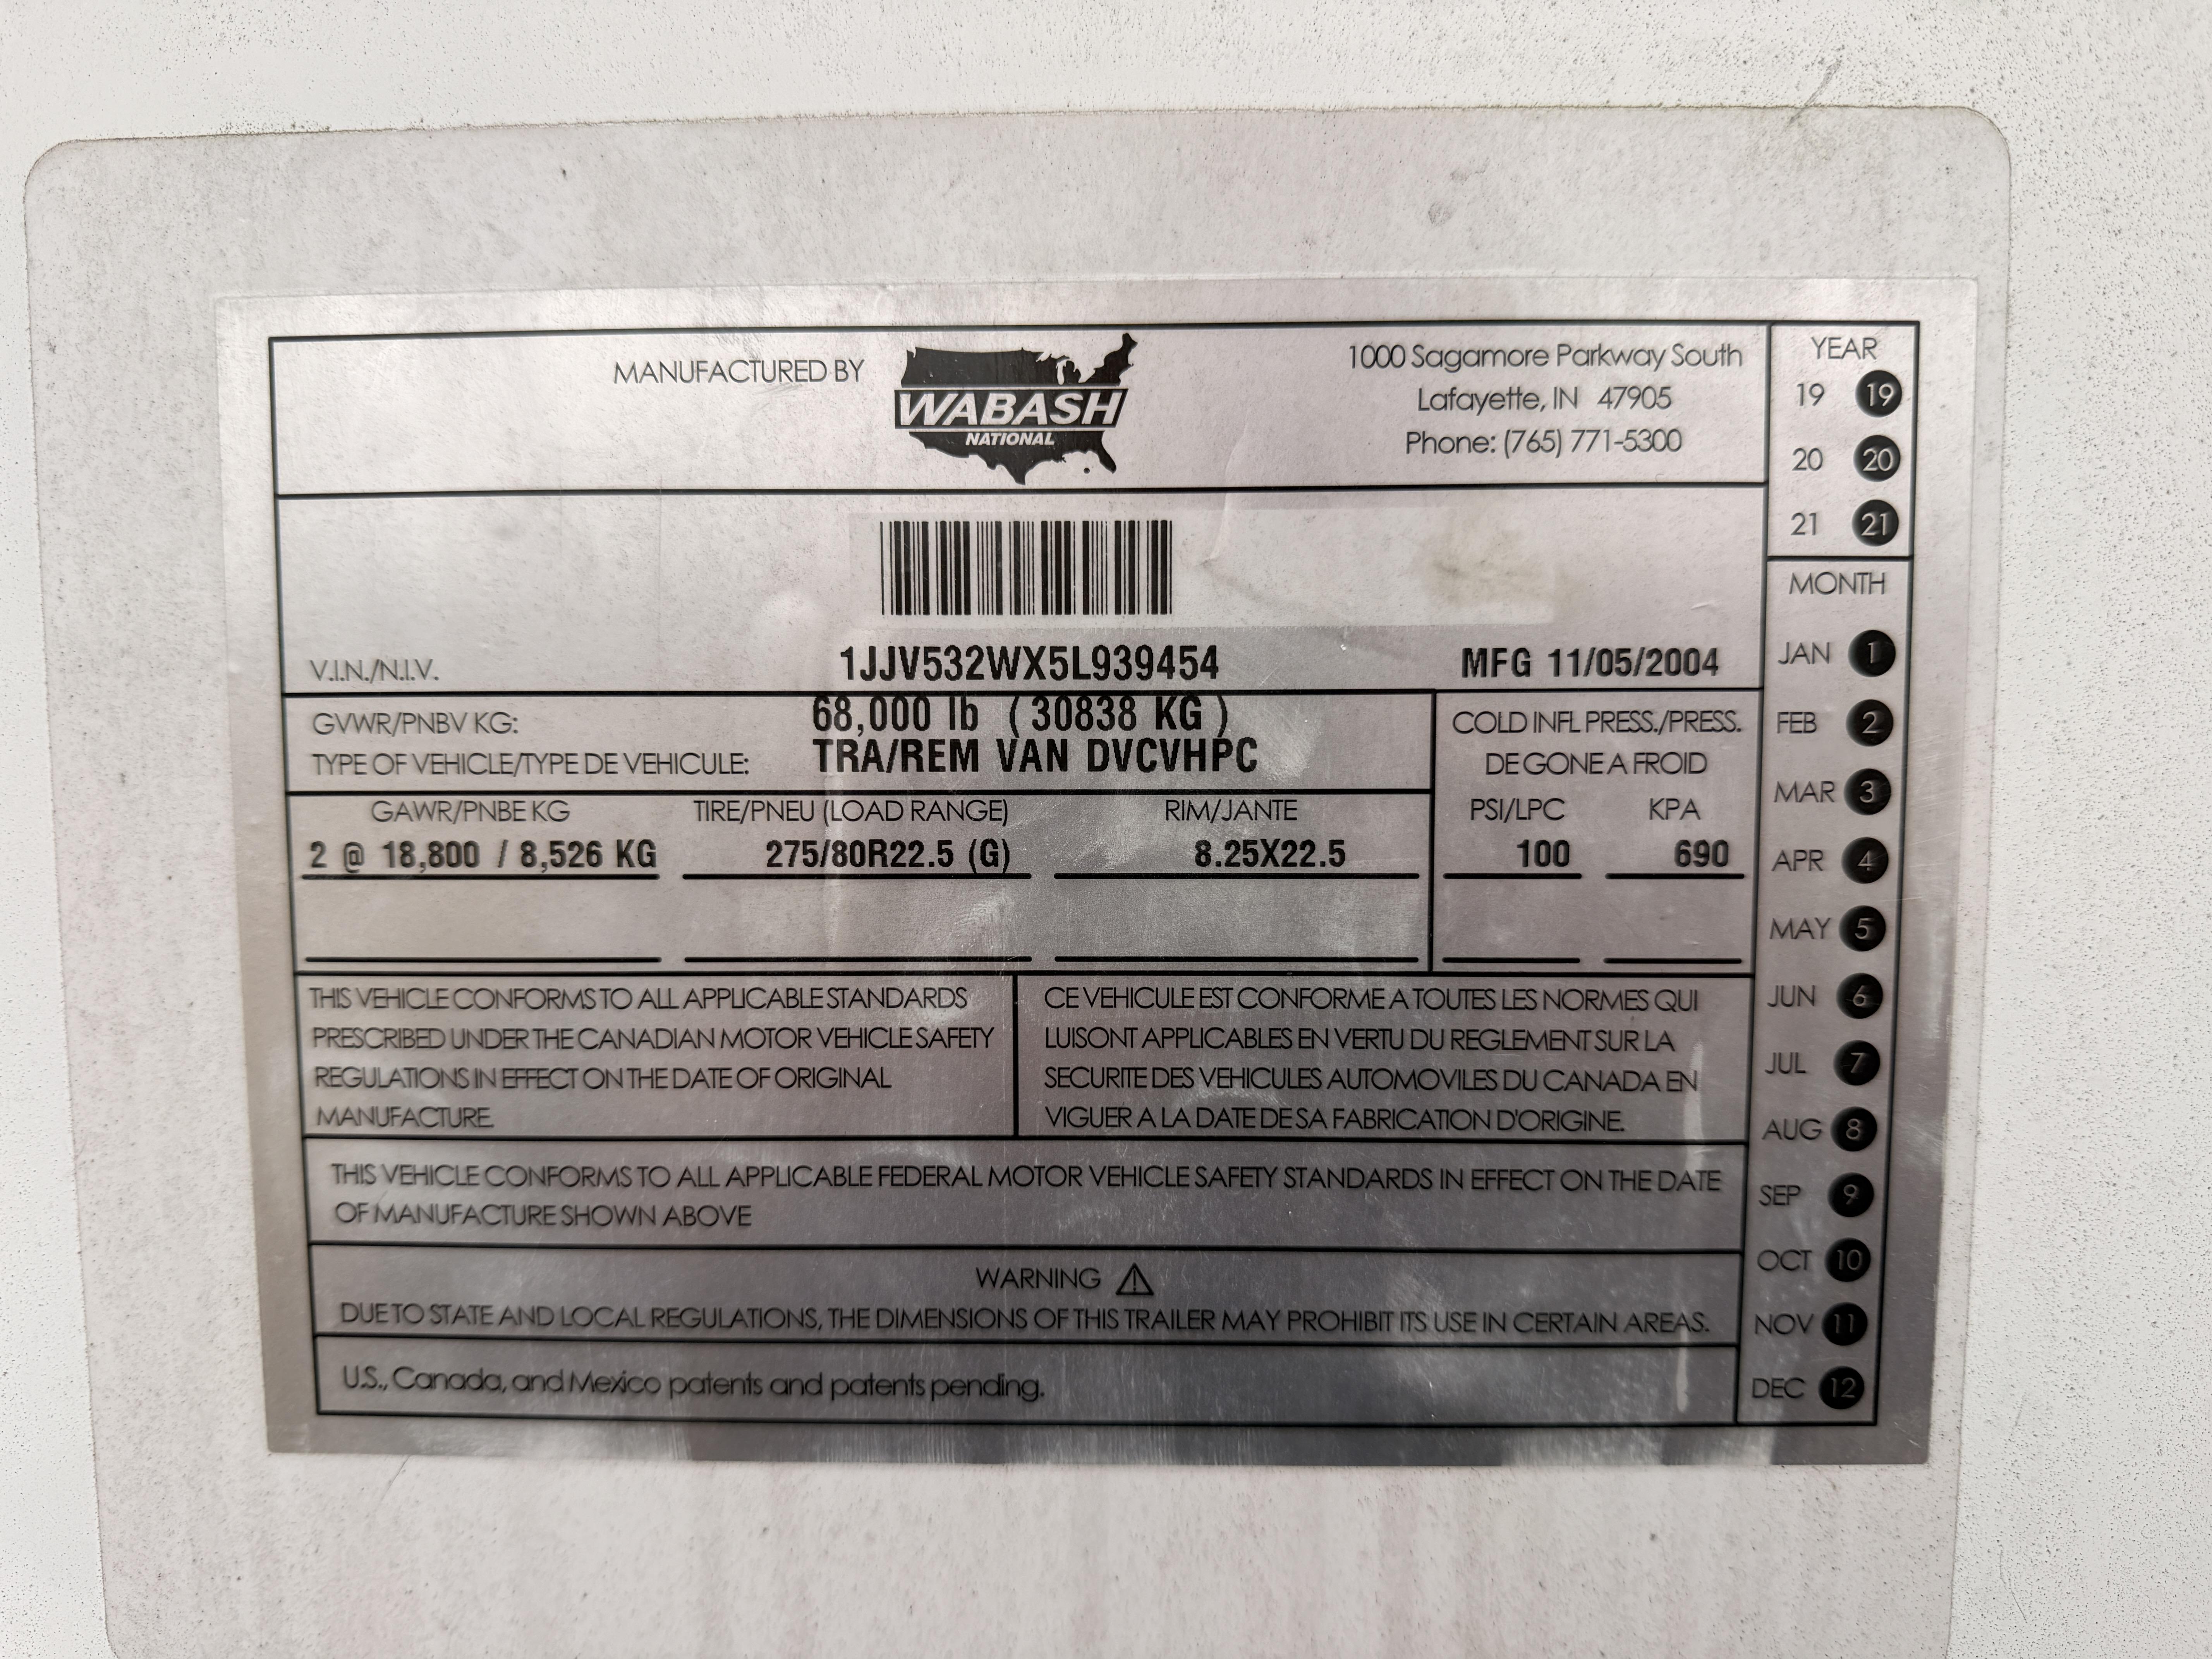 MANUFACTURED BY
WABASH
NATIONAL
1000 Sagamore Parkway South
Lafayette, IN 47905
Phone: (765) 771-5300
V.I.N./N.I.V.
1JJV532WX5L939454
MFG 11/05/2004
GVWR/PNBV KG:
68,000 lb (30838 KG)
TYPE OF VEHICLE/TYPE DE VEHICULE:
TRA/REM VAN DVCVHPC
COLD INFL PRESS./PRESS.
DE GONE A FROID
GAWR/PNBE KG
TIRE/PNEU (LOAD RANGE)
RIM/JANTE
PSI/LPC
KPA
2 @ 18,800 / 8,526 KG
275/80R22.5 (G)
8.25X22.5
100
690
THIS VEHICLE CONFORMS TO ALL APPLICABLE STANDARDS
PRESCRIBED UNDER THE CANADIAN MOTOR VEHICLE SAFETY
REGULATIONS IN EFFECT ON THE DATE OF ORIGINAL
MANUFACTURE.
CE VEHICULE EST CONFORME A TOUTES LES NORMES QUI
LUISONT APPLICABLES EN VERTU DU REGLEMENT SUR LA
SECURITE DES VEHICULES AUTOMOVILES DU CANADA EN
VIGUER A LA DATE DE SA FABRICATION D'ORIGINE.
THIS VEHICLE CONFORMS TO ALL APPLICABLE FEDERAL MOTOR VEHICLE SAFETY STANDARDS IN EFFECT ON THE DATE
OF MANUFACTURE SHOWN ABOVE
WARNING
DUE TO STATE AND LOCAL REGULATIONS, THE DIMENSIONS OF THIS TRAILER MAY PROHIBIT ITS USE IN CERTAIN AREAS.
U.S., Canada, and Mexico patents and patents pending.
YEAR
19 19
20 20
21 21
MONTH
JAN 1
FEB 2
MAR 3
APR 4
MAY 5
JUN 6
JUL 7
AUG 8
SEP 9
OCT 10
NOV 11
DEC 12